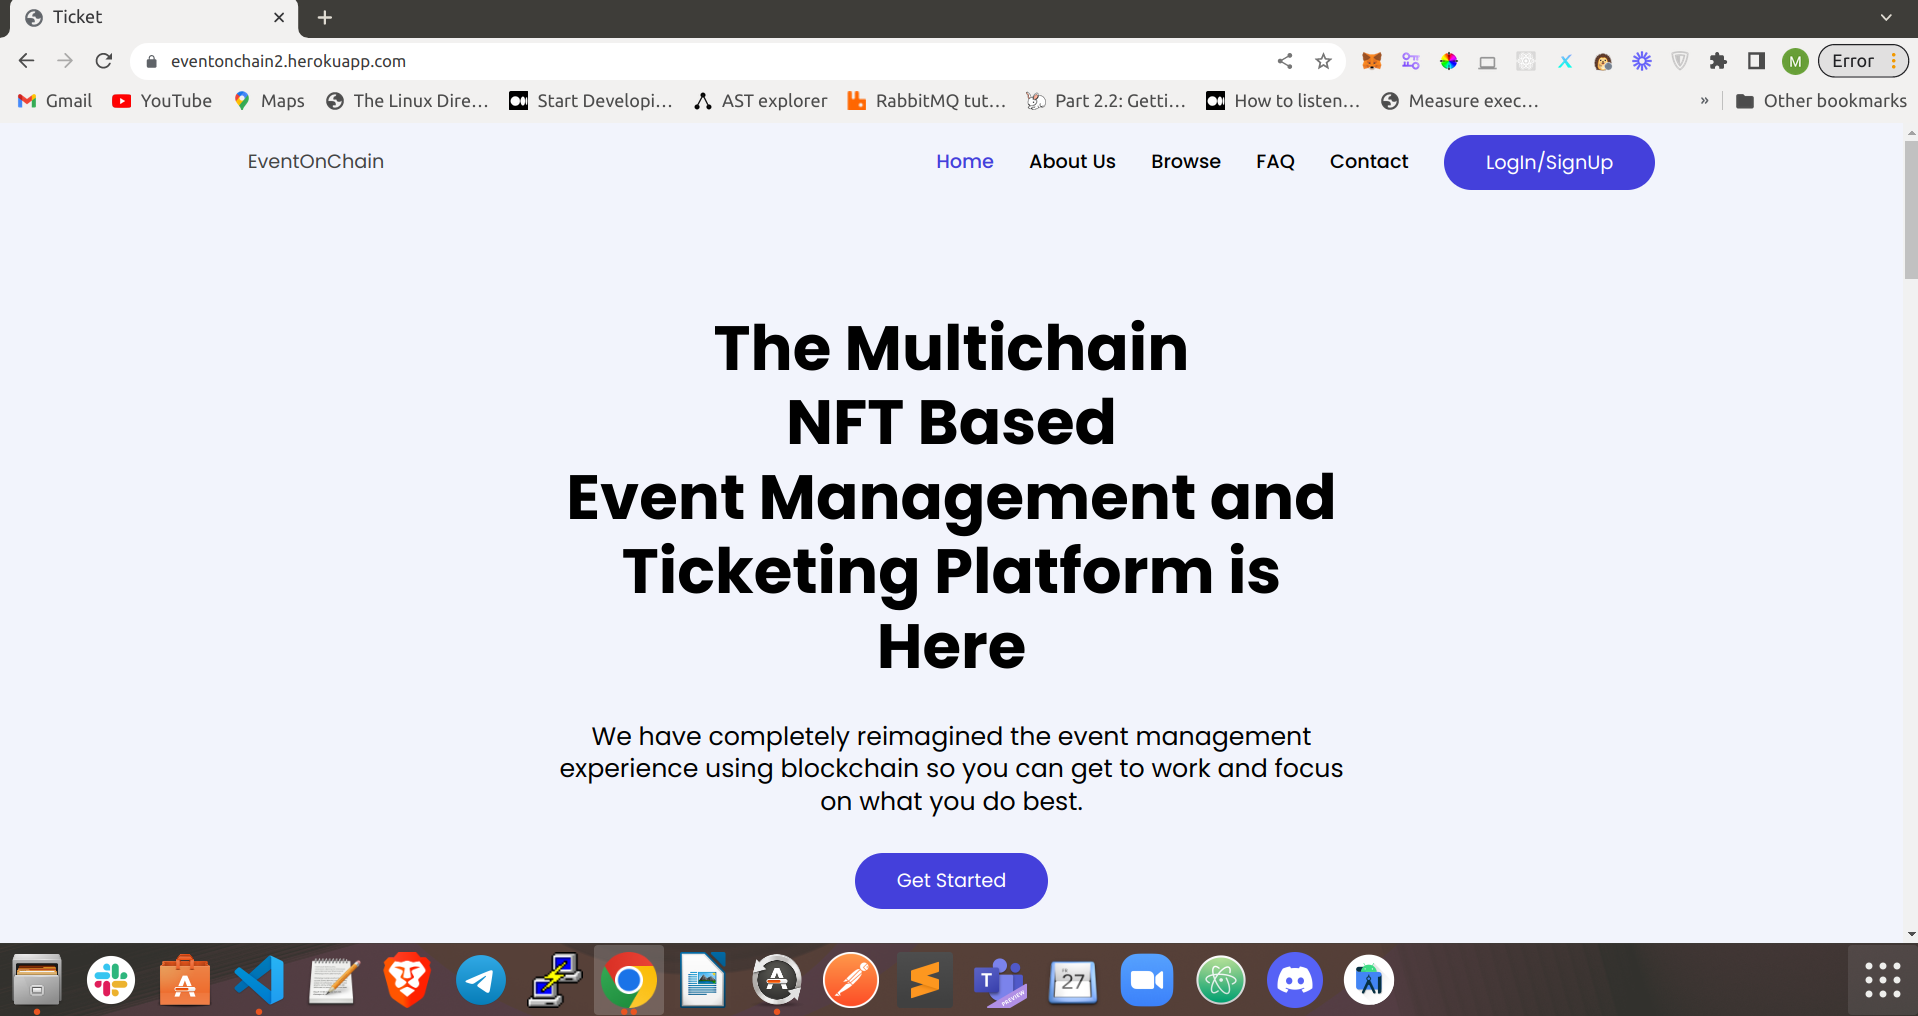 Ticket
eventonchain2.herokuapp.com
M
Error
Gmail
YouTube
Maps
The Linux Dire...
Start Developi...
AST explorer
RabbitMQ tut...
Part 2.2: Getti...
How to listen...
Measure exec...
»
Other bookmarks
EventOnChain
Home
About Us
Browse
FAQ
Contact
LogIn/SignUp
The Multichain
NFT Based
Event Management and
Ticketing Platform is
Here
We have completely reimagined the event management
experience using blockchain so you can get to work and focus
on what you do best.
Get Started
T
PREVIEW
27